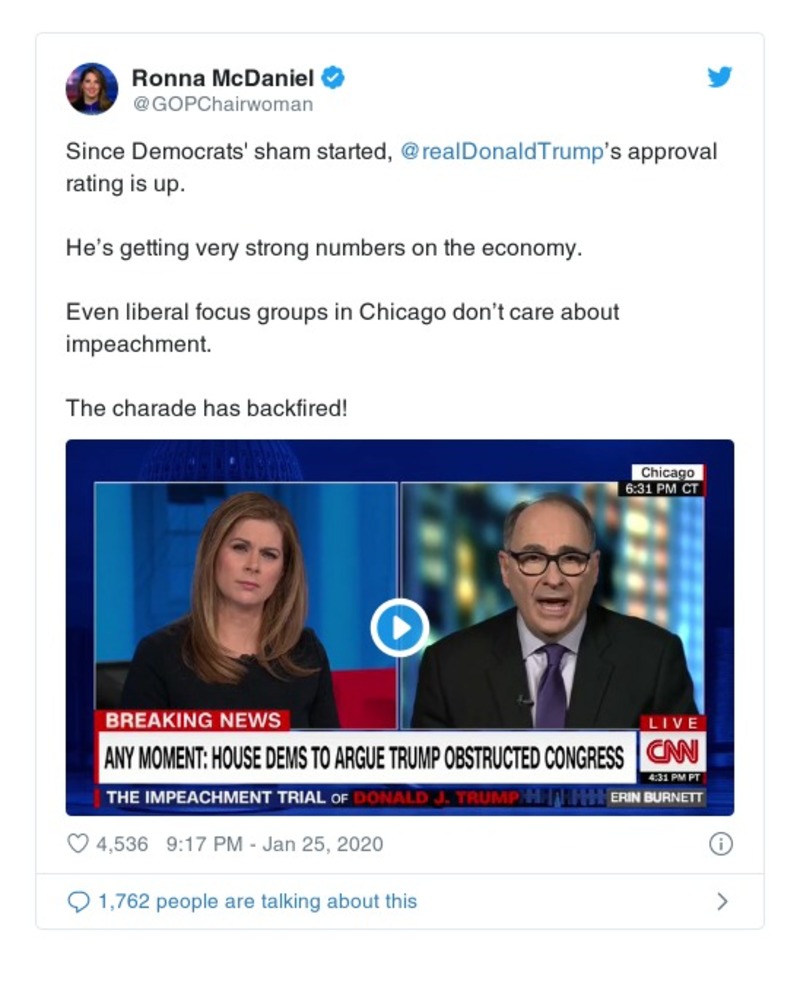 Ronna McDaniel
@GOPChairwoman
Since Democrats' sham started, @realDonaldTrump’s approval
rating is up.
He’s getting very strong numbers on the economy.
Even liberal focus groups in Chicago don’t care about
impeachment.
The charade has backfired!
Chicago
6:31 PM CT
BREAKING NEWS
ANY MOMENT: HOUSE DEMS TO ARGUE TRUMP OBSTRUCTED CONGRESS
LIVE
CNN
4:31 PM PT
THE IMPEACHMENT TRIAL OF DONALD J. TRUMP
ERIN BURNETT
4,536 9:17 PM - Jan 25, 2020
1,762 people are talking about this